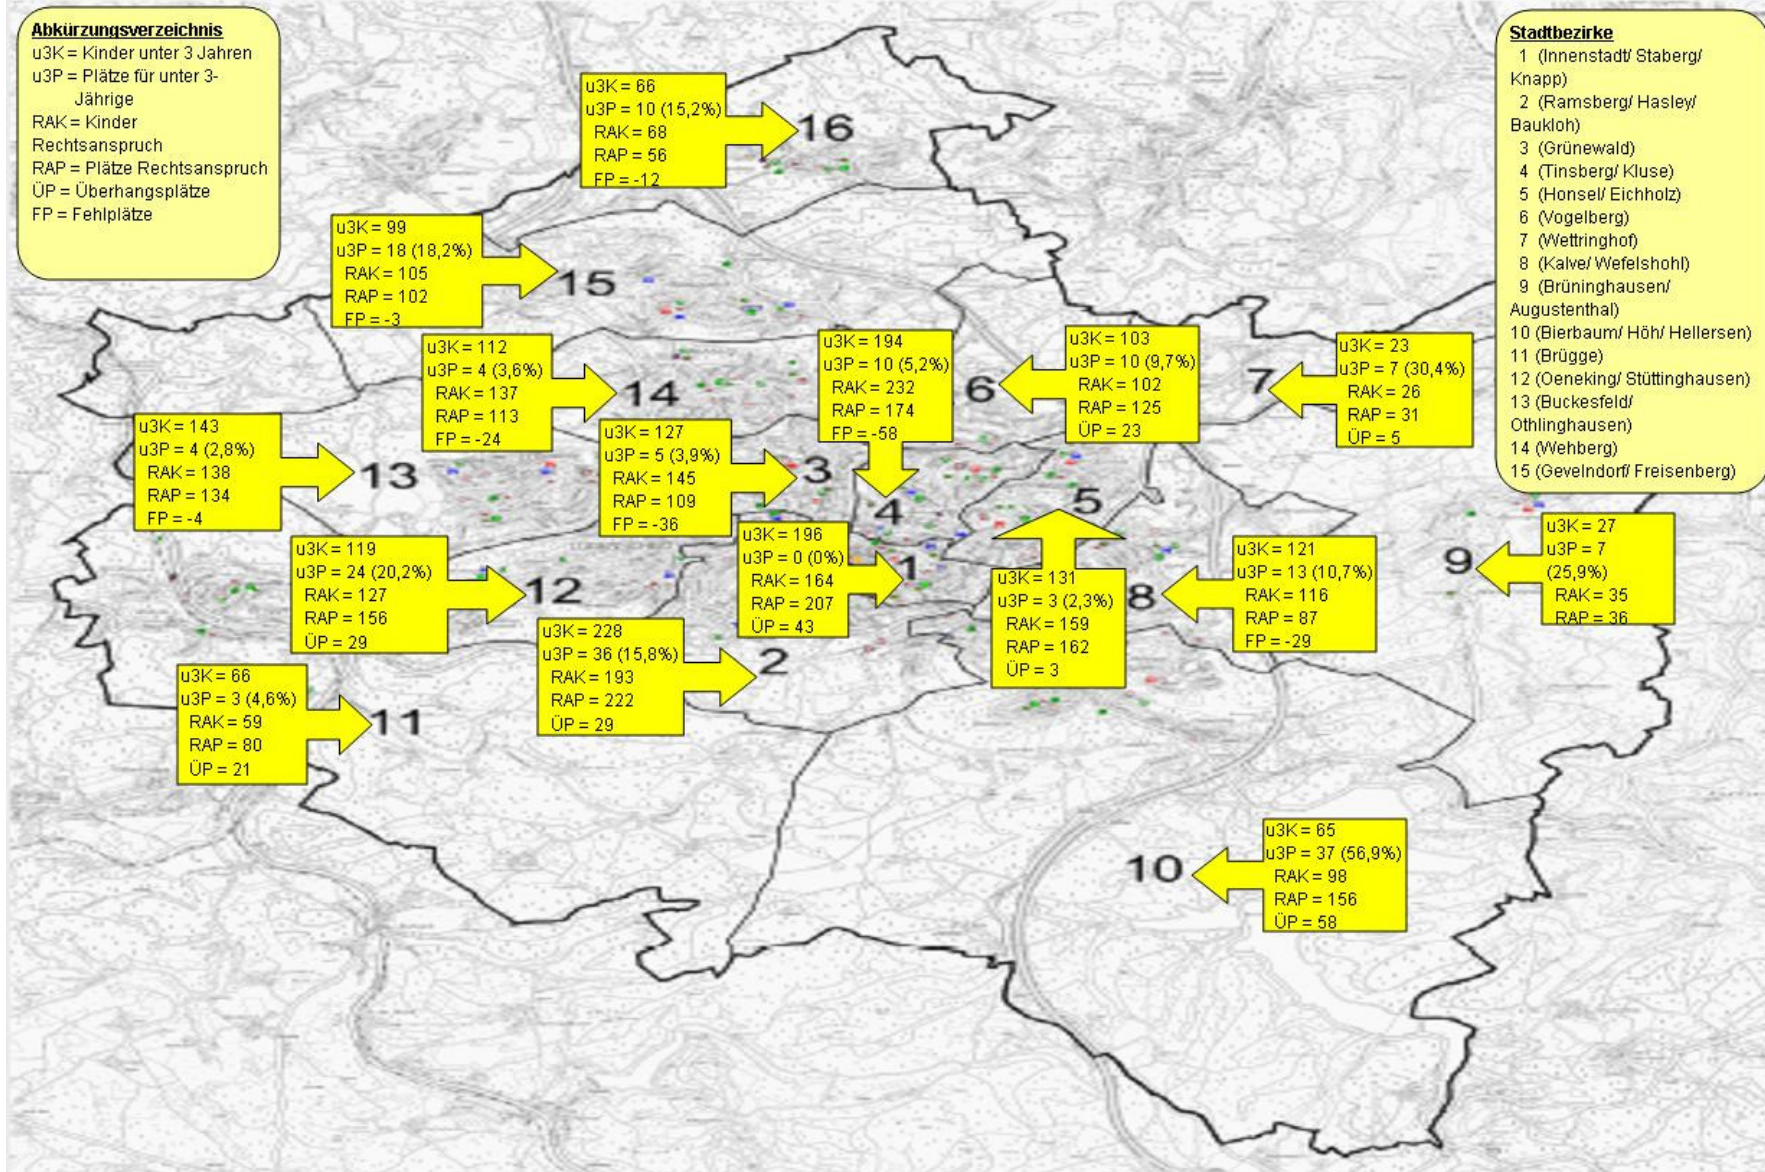 Abkürzungsverzeichnis
u3K = Kinder unter 3 Jahren
u3P = Plätze für unter 3-
Jährige
RAK = Kinder
Rechtsanspruch
RAP = Plätze Rechtsanspruch
ÜP = Überhangsplätze
FP = Fehlplätze
Stadtbezirke
1 (Innenstadt/ Staberg/
Knapp)
2 (Ramsberg/ Hasley/
Baukloh)
3 (Grünewald)
4 (Tinsberg/ Kluse)
5 (Honsel/ Eichholz)
6 (Vogelberg)
7 (Wettringhof)
8 (Kalve/ Wefelshohl)
9 (Brüninghausen/
Augustenthal)
10 (Bierbaum/ Höh/ Hellersen)
11 (Brügge)
12 (Oeneking/ Stüttinghausen)
13 (Buckesfeld/
Othlinghausen)
14 (Wehberg)
15 (Gevelndorf/ Freisenberg)
u3K = 66
u3P = 10 (15,2%)
RAK = 68
RAP = 56
FP = -12
16
u3K = 99
u3P = 18 (18,2%)
RAK = 105
RAP = 102
FP = -3
15
u3K = 112
u3P = 4 (3,6%)
RAK = 137
RAP = 113
FP = -24
14
u3K = 194
u3P = 10 (5,2%)
RAK = 232
RAP = 174
FP = -58
4
u3K = 103
u3P = 10 (9,7%)
RAK = 102
RAP = 125
ÜP = 23
6
u3K = 23
u3P = 7 (30,4%)
RAK = 26
RAP = 31
ÜP = 5
7
u3K = 143
u3P = 4 (2,8%)
RAK = 138
RAP = 134
FP = -4
13
u3K = 127
u3P = 5 (3,9%)
RAK = 145
RAP = 109
FP = -36
3
u3K = 119
u3P = 24 (20,2%)
RAK = 127
RAP = 156
ÜP = 29
12
u3K = 196
u3P = 0 (0%)
RAK = 164
RAP = 207
ÜP = 43
1
5
u3K = 131
u3P = 3 (2,3%)
RAK = 159
RAP = 162
ÜP = 3
8
u3K = 121
u3P = 13 (10,7%)
RAK = 116
RAP = 87
FP = -29
9
u3K = 27
u3P = 7
(25,9%)
RAK = 35
RAP = 36
u3K = 228
u3P = 36 (15,8%)
RAK = 193
RAP = 222
ÜP = 29
2
u3K = 66
u3P = 3 (4,6%)
RAK = 59
RAP = 80
ÜP = 21
11
10
u3K = 65
u3P = 37 (56,9%)
RAK = 98
RAP = 156
ÜP = 58